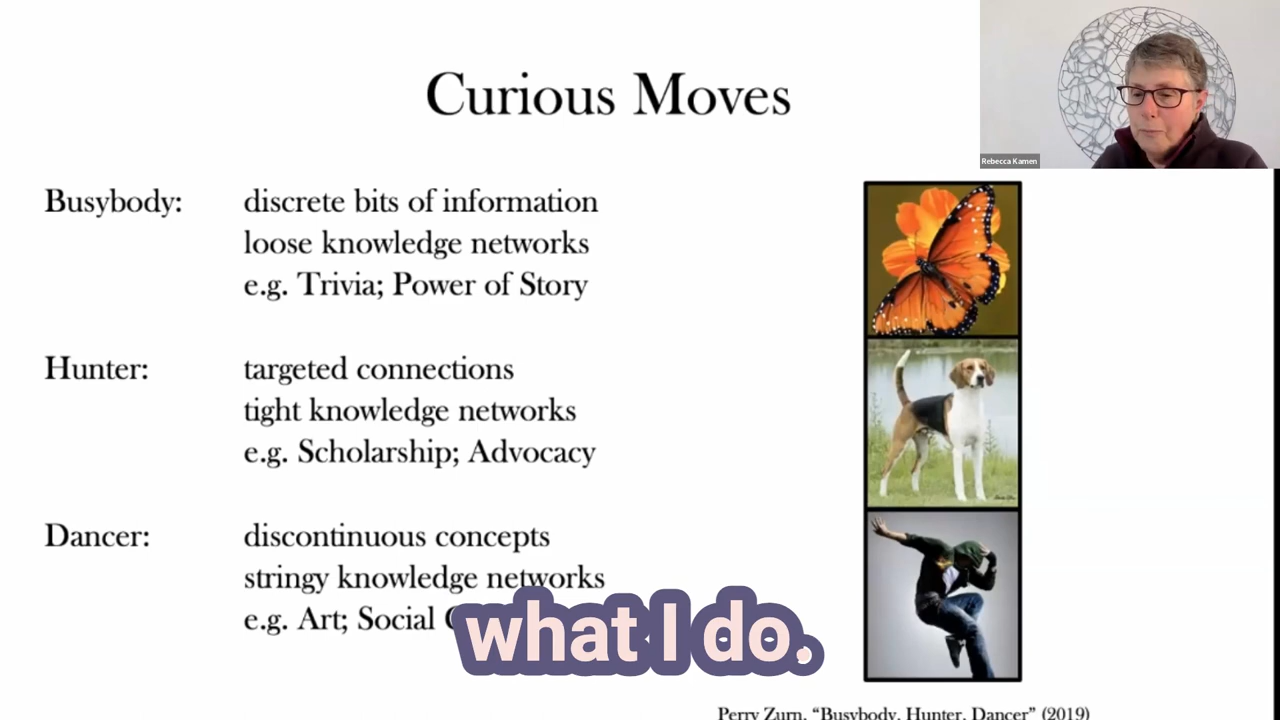 Curious Moves
Rebecca Kamen
Busybody: discrete bits of information
loose knowledge networks
e.g. Trivia; Power of Story
Hunter: targeted connections
tight knowledge networks
e.g. Scholarship; Advocacy
Dancer: discontinuous concepts
stringy knowledge networks
e.g. Art; Social
what I do.
Perry Zurn, “Busybody, Hunter, Dancer” (2019)